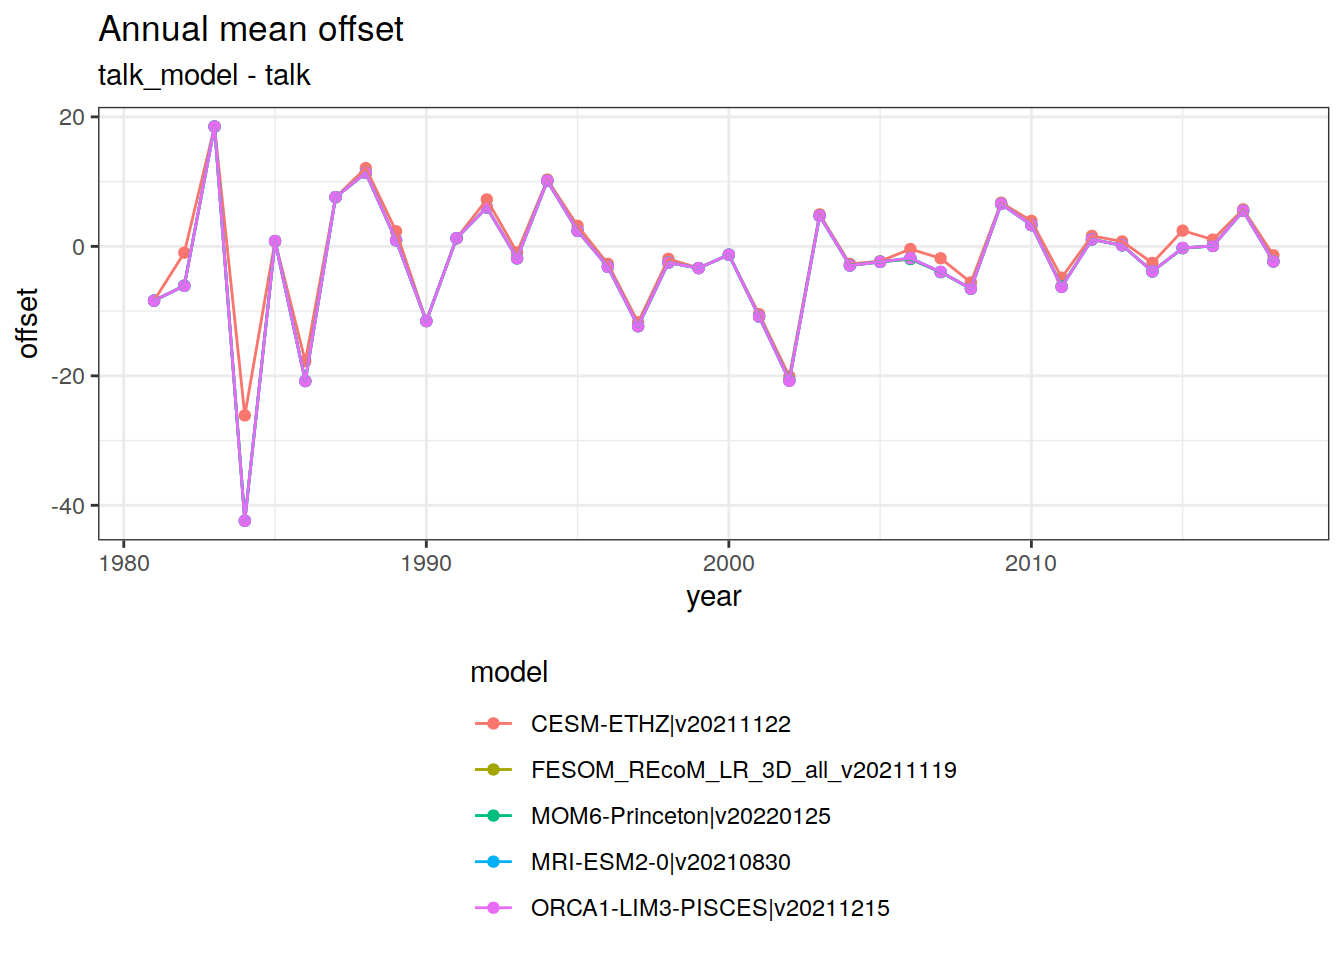 Annual mean offset
talk_model - talk
20
0
-20
-40
offset
1980 1990 2000 2010
year
model
CESM-ETHZ|v20211122
FESOM_REcoM_LR_3D_all_v20211119
MOM6-Princeton|v20220125
MRI-ESM2-0|v20210830
ORCA1-LIM3-PISCES|v20211215